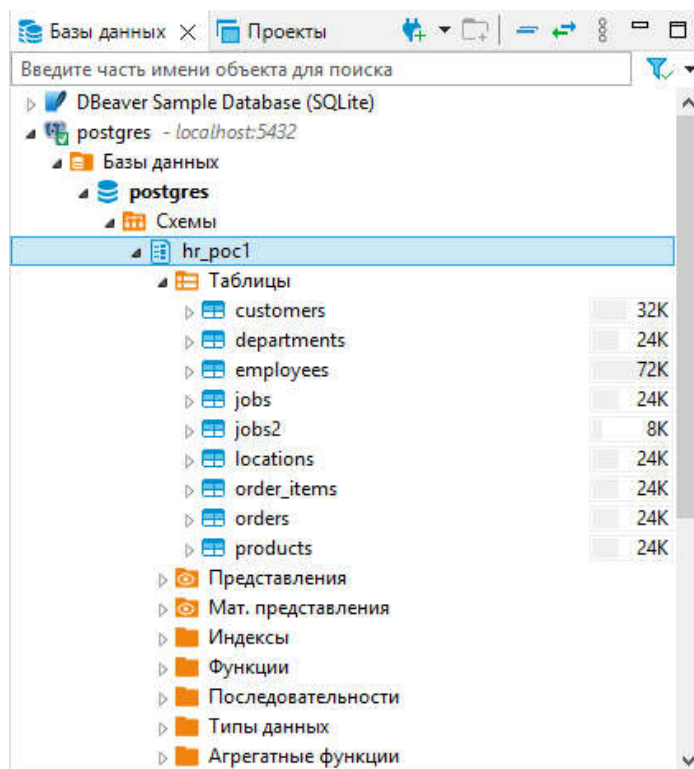 Базы данных Проекты
Введите часть имени объекта для поиска
DBeaver Sample Database (SQLite)
postgres - localhost:5432
Базы данных
postgres
Схемы
hr_poc1
Таблицы
customers 32K
departments 24K
employees 72K
jobs 24K
jobs2 8K
locations 24K
order_items 24K
orders 24K
products 24K
Представления
Мат. представления
Индексы
Функции
Последовательности
Типы данных
Агрегатные функции